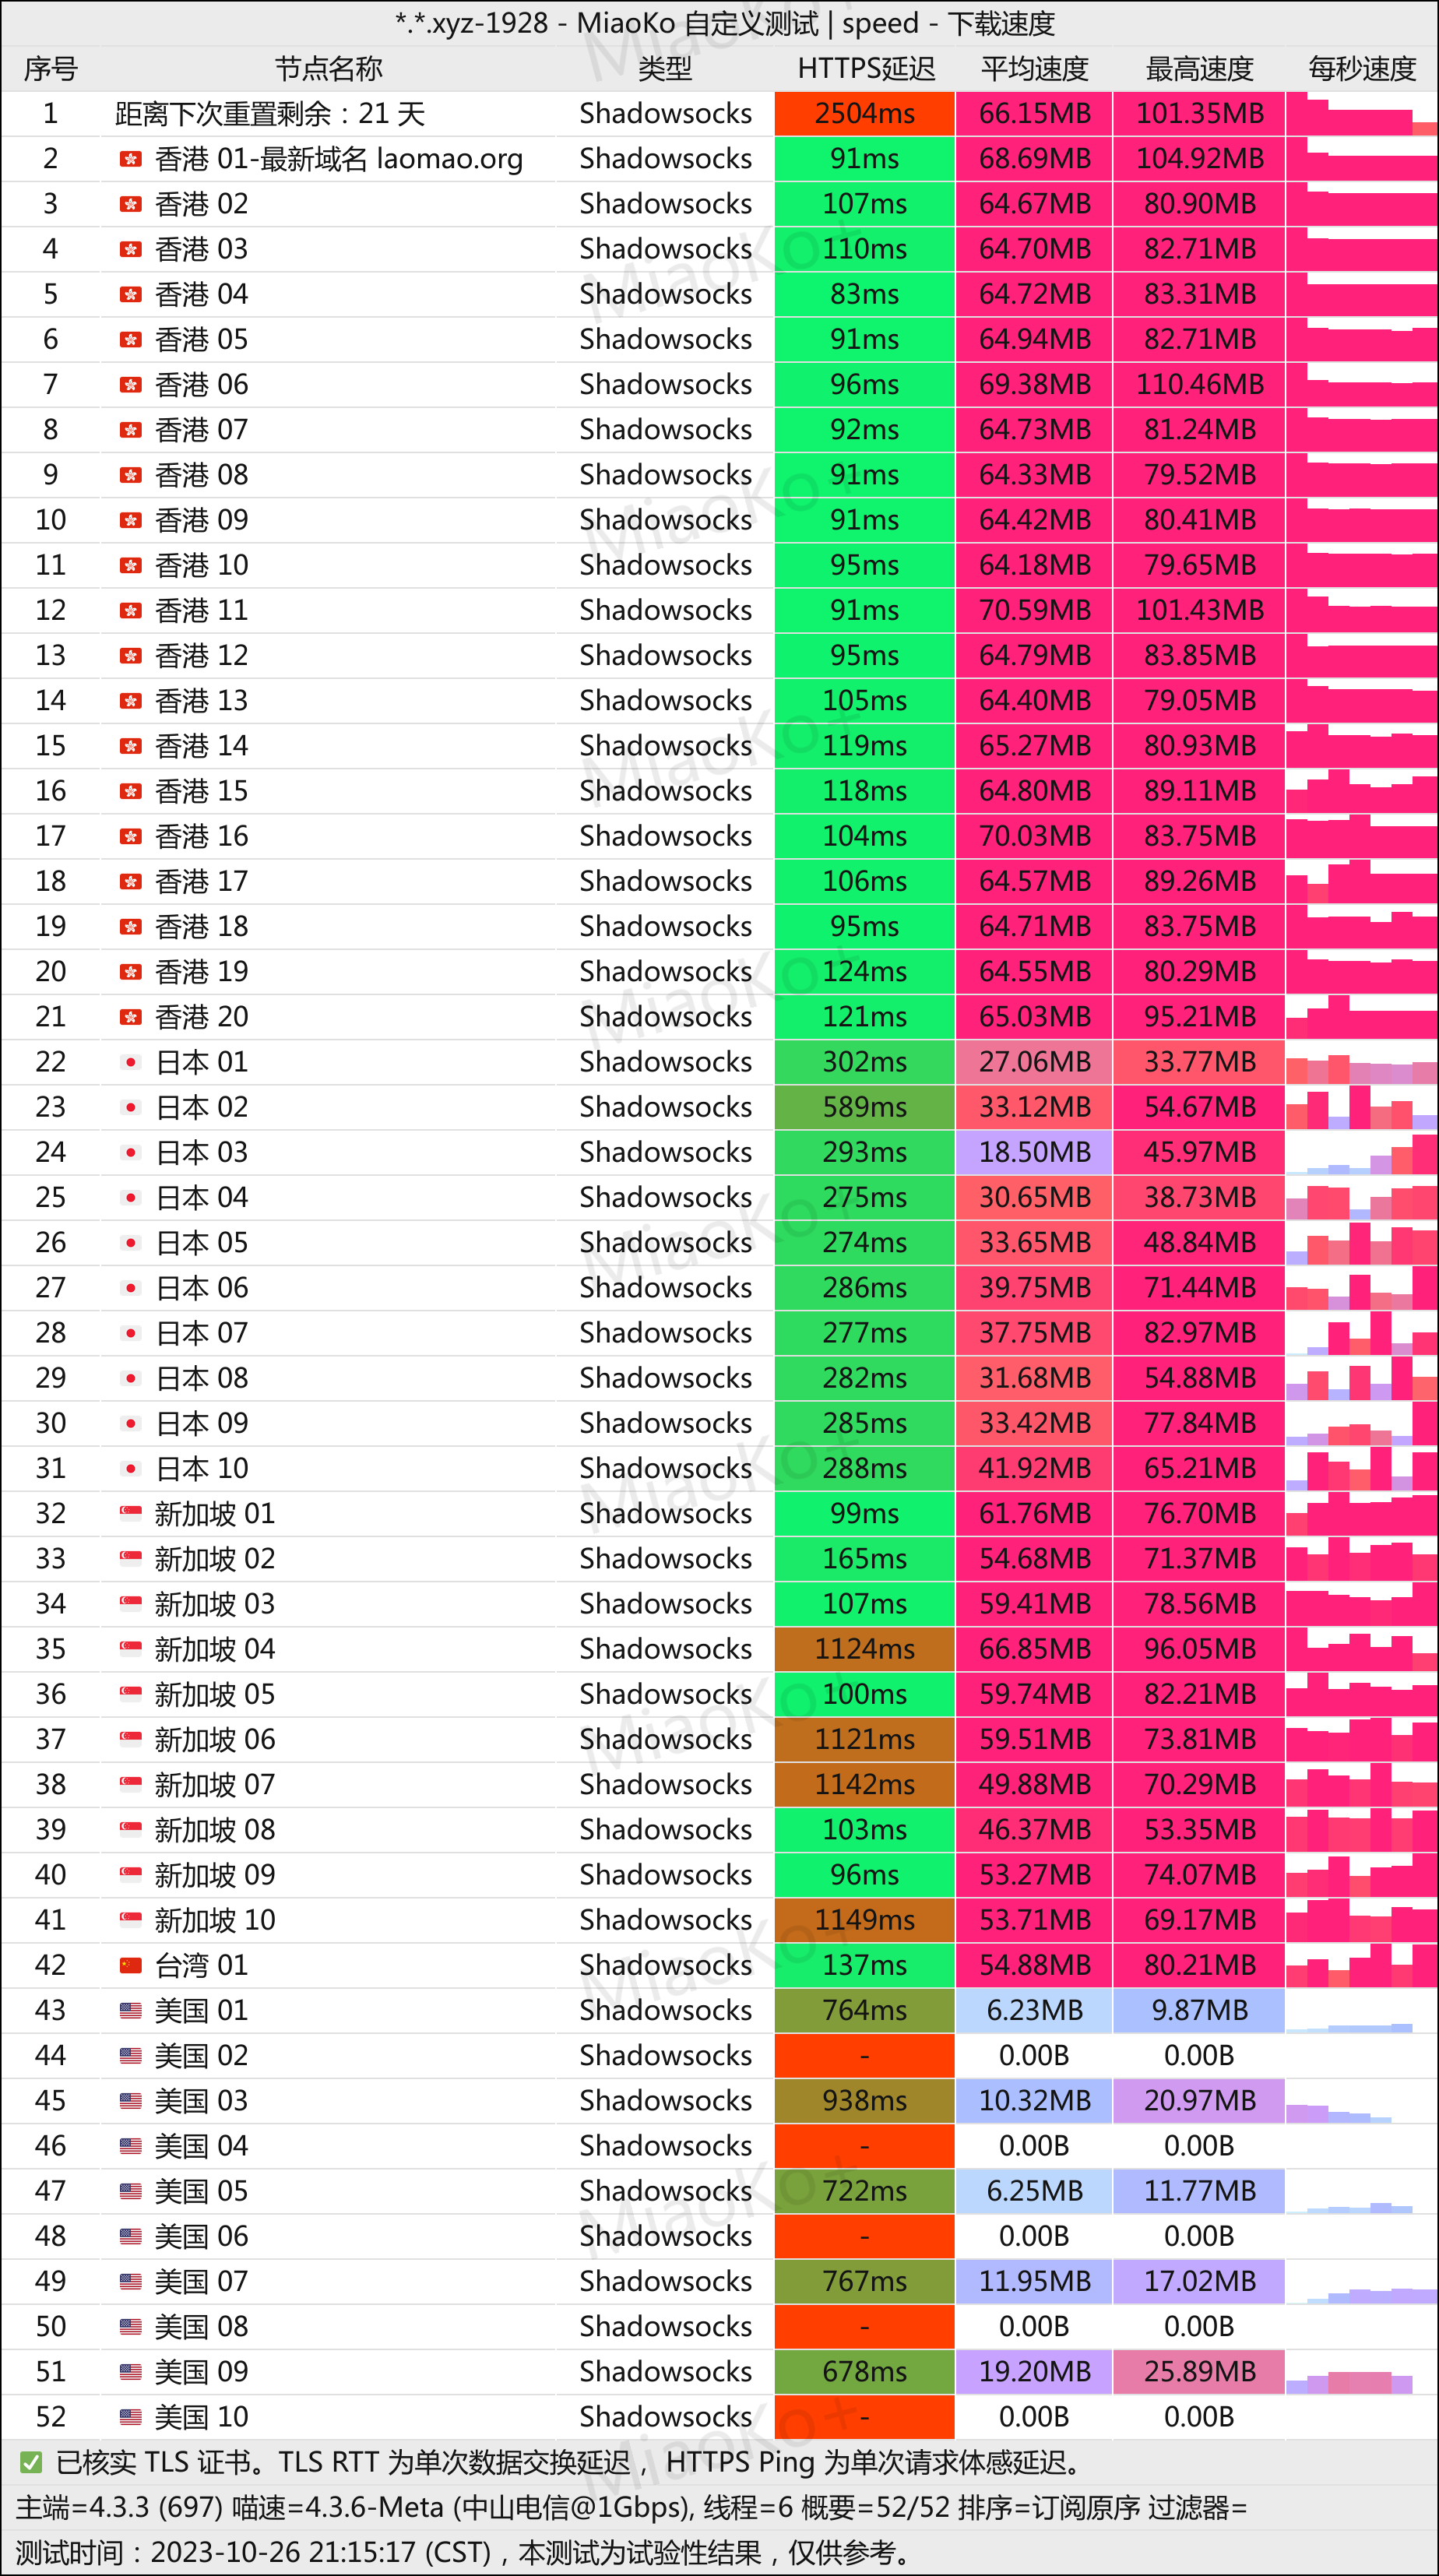 *.*.xyz-1928 - MiaoKo 自定义测试 | speed - 下载速度
序号 节点名称 类型 HTTPS延迟 平均速度 最高速度 每秒速度
1 距离下次重置剩余：21 天 Shadowsocks 2504ms 66.15MB 101.35MB
2 香港 01-最新域名 laomao.org Shadowsocks 91ms 68.69MB 104.92MB
3 香港 02 Shadowsocks 107ms 64.67MB 80.90MB
4 香港 03 Shadowsocks 110ms 64.70MB 82.71MB
5 香港 04 Shadowsocks 83ms 64.72MB 83.31MB
6 香港 05 Shadowsocks 91ms 64.94MB 82.71MB
7 香港 06 Shadowsocks 96ms 69.38MB 110.46MB
8 香港 07 Shadowsocks 92ms 64.73MB 81.24MB
9 香港 08 Shadowsocks 91ms 64.33MB 79.52MB
10 香港 09 Shadowsocks 91ms 64.42MB 80.41MB
11 香港 10 Shadowsocks 95ms 64.18MB 79.65MB
12 香港 11 Shadowsocks 91ms 70.59MB 101.43MB
13 香港 12 Shadowsocks 95ms 64.79MB 83.85MB
14 香港 13 Shadowsocks 105ms 64.40MB 79.05MB
15 香港 14 Shadowsocks 119ms 65.27MB 80.93MB
16 香港 15 Shadowsocks 118ms 64.80MB 89.11MB
17 香港 16 Shadowsocks 104ms 70.03MB 83.75MB
18 香港 17 Shadowsocks 106ms 64.57MB 89.26MB
19 香港 18 Shadowsocks 95ms 64.71MB 83.75MB
20 香港 19 Shadowsocks 124ms 64.55MB 80.29MB
21 香港 20 Shadowsocks 121ms 65.03MB 95.21MB
22 日本 01 Shadowsocks 302ms 27.06MB 33.77MB
23 日本 02 Shadowsocks 589ms 33.12MB 54.67MB
24 日本 03 Shadowsocks 293ms 18.50MB 45.97MB
25 日本 04 Shadowsocks 275ms 30.65MB 38.73MB
26 日本 05 Shadowsocks 274ms 33.65MB 48.84MB
27 日本 06 Shadowsocks 286ms 39.75MB 71.44MB
28 日本 07 Shadowsocks 277ms 37.75MB 82.97MB
29 日本 08 Shadowsocks 282ms 31.68MB 54.88MB
30 日本 09 Shadowsocks 285ms 33.42MB 77.84MB
31 日本 10 Shadowsocks 288ms 41.92MB 65.21MB
32 新加坡 01 Shadowsocks 99ms 61.76MB 76.70MB
33 新加坡 02 Shadowsocks 165ms 54.68MB 71.37MB
34 新加坡 03 Shadowsocks 107ms 59.41MB 78.56MB
35 新加坡 04 Shadowsocks 1124ms 66.85MB 96.05MB
36 新加坡 05 Shadowsocks 100ms 59.74MB 82.21MB
37 新加坡 06 Shadowsocks 1121ms 59.51MB 73.81MB
38 新加坡 07 Shadowsocks 1142ms 49.88MB 70.29MB
39 新加坡 08 Shadowsocks 103ms 46.37MB 53.35MB
40 新加坡 09 Shadowsocks 96ms 53.27MB 74.07MB
41 新加坡 10 Shadowsocks 1149ms 53.71MB 69.17MB
42 台湾 01 Shadowsocks 137ms 54.88MB 80.21MB
43 美国 01 Shadowsocks 764ms 6.23MB 9.87MB
44 美国 02 Shadowsocks - 0.00B 0.00B
45 美国 03 Shadowsocks 938ms 10.32MB 20.97MB
46 美国 04 Shadowsocks - 0.00B 0.00B
47 美国 05 Shadowsocks 722ms 6.25MB 11.77MB
48 美国 06 Shadowsocks - 0.00B 0.00B
49 美国 07 Shadowsocks 767ms 11.95MB 17.02MB
50 美国 08 Shadowsocks - 0.00B 0.00B
51 美国 09 Shadowsocks 678ms 19.20MB 25.89MB
52 美国 10 Shadowsocks - 0.00B 0.00B
✅ 已核实 TLS 证书。TLS RTT 为单次数据交换延迟， HTTPS Ping 为单次请求体感延迟。
主端=4.3.3 (697) 喵速=4.3.6-Meta (中山电信@1Gbps), 线程=6 概要=52/52 排序=订阅原序 过滤器=
测试时间：2023-10-26 21:15:17 (CST)，本测试为试验性结果，仅供参考。